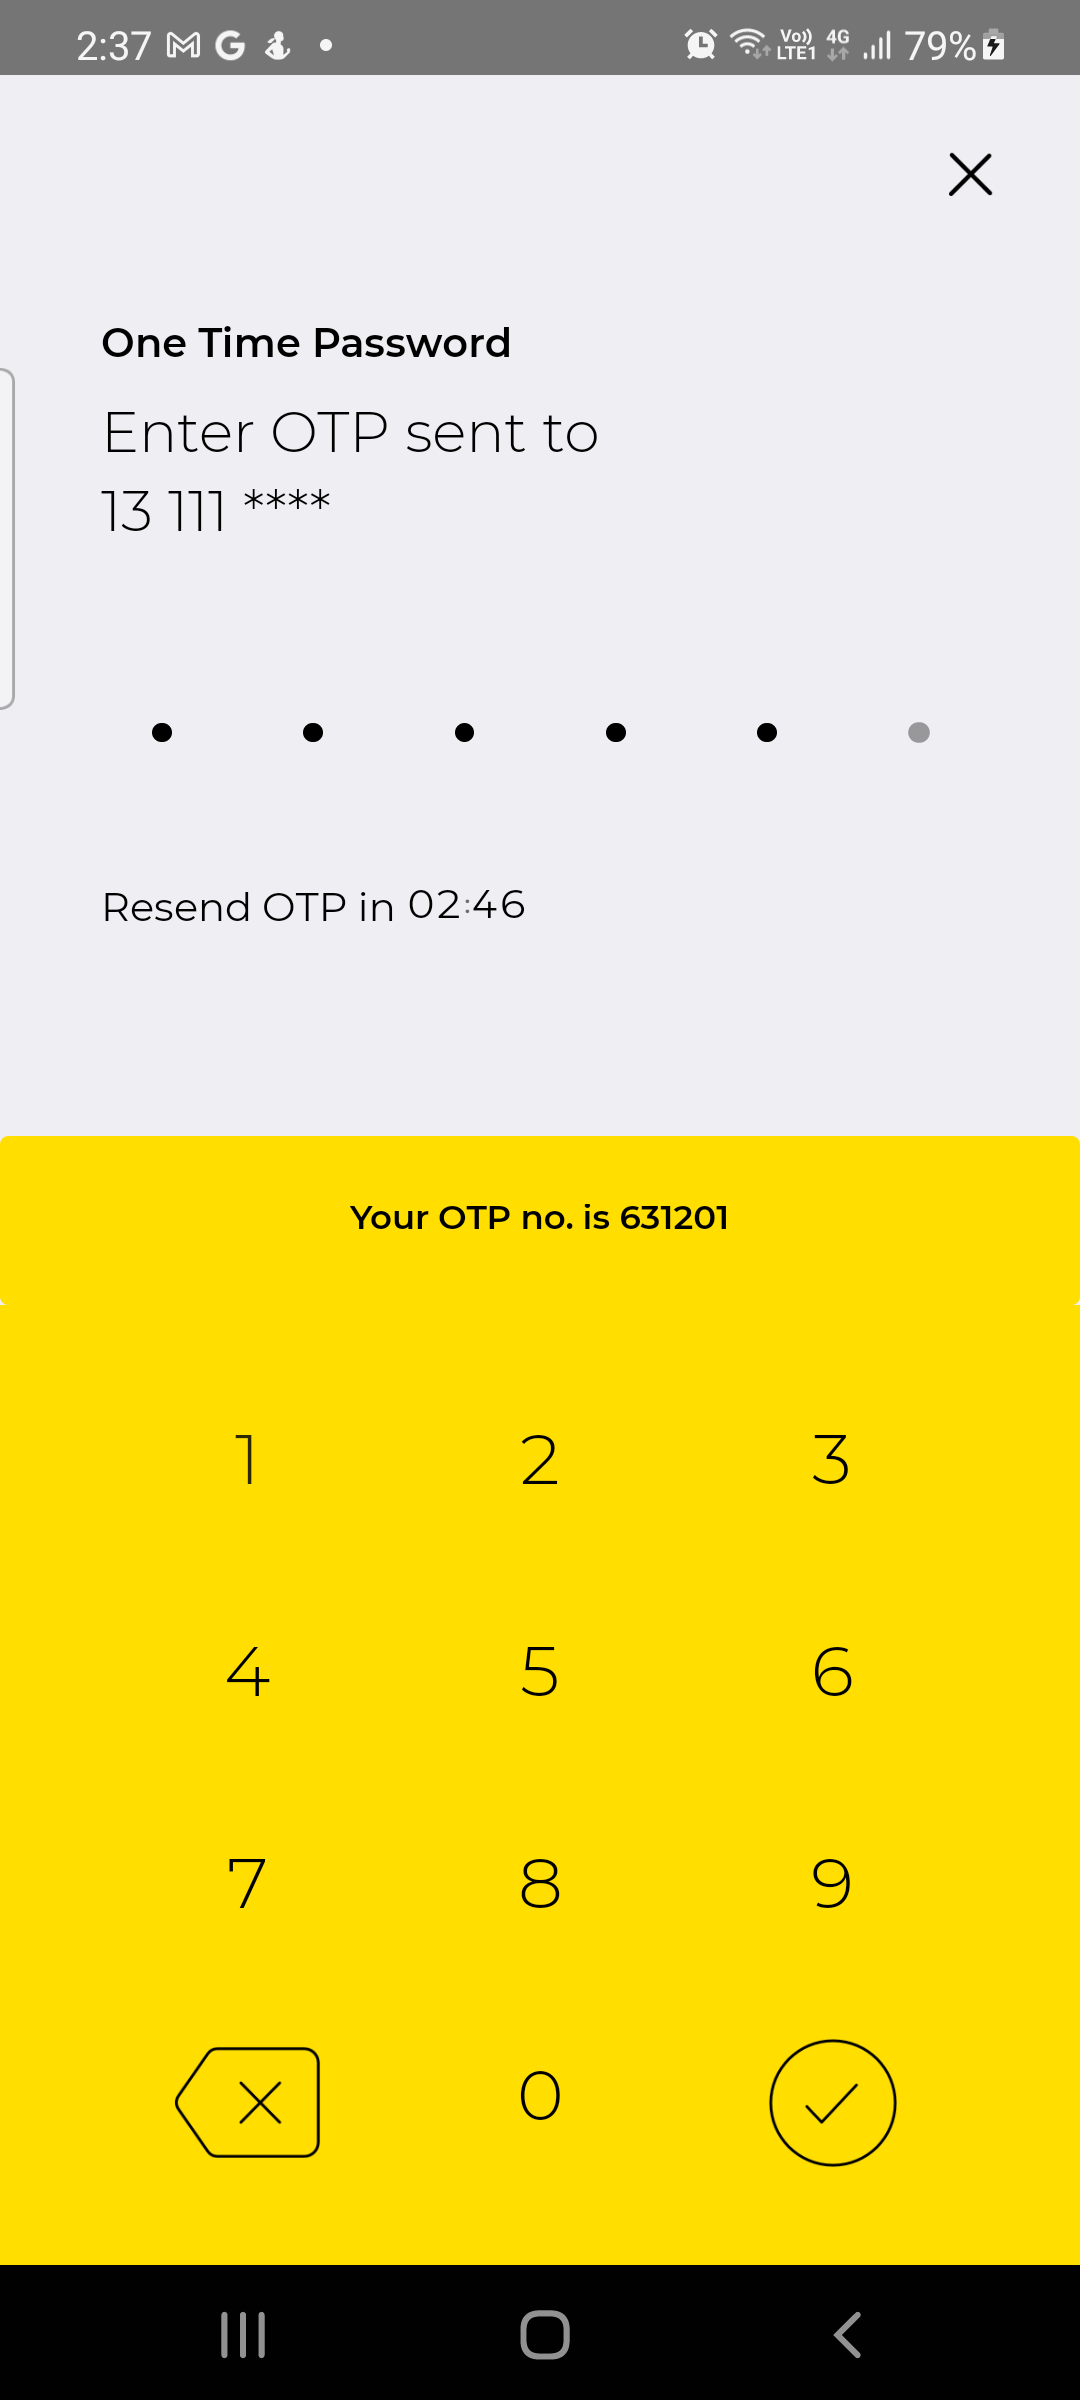 2:37
Vo)) LTE1 4G 79%
One Time Password
Enter OTP sent to
13 111 ****
Resend OTP in 02:46
Your OTP no. is 631201
1 2 3
4 5 6
7 8 9
0